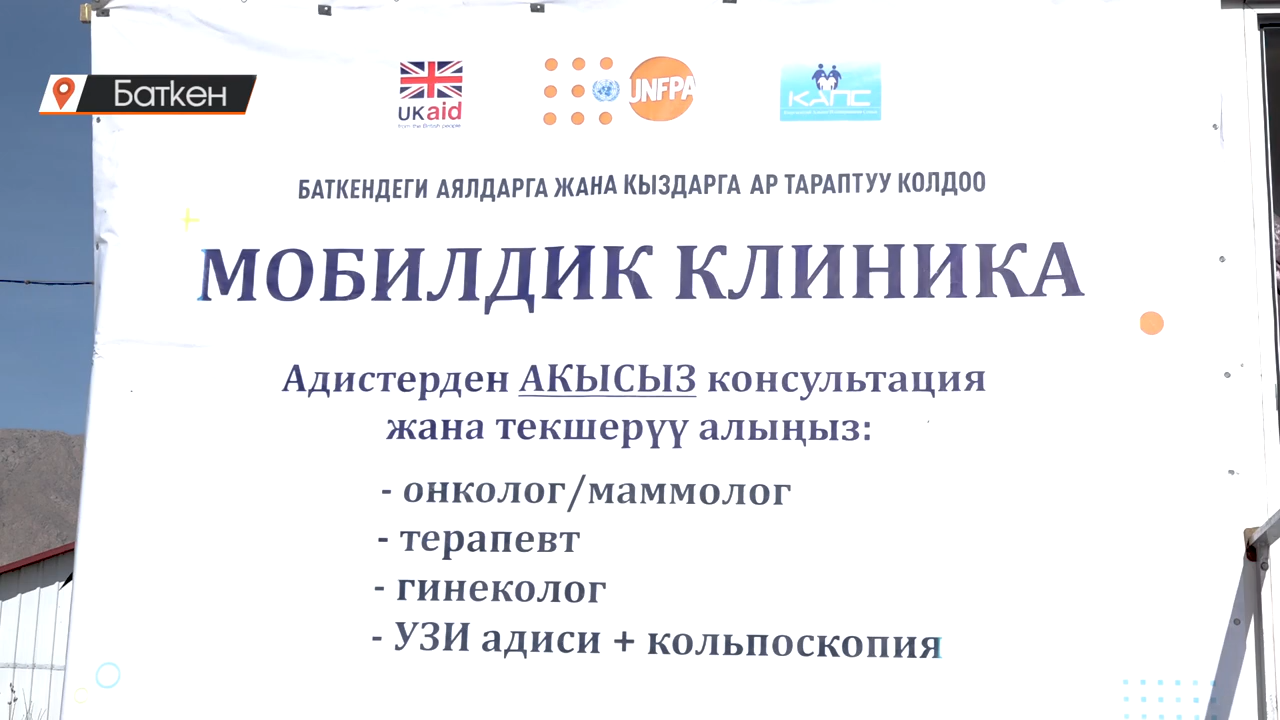 Баткен
UKaid
from the British people
UNFPA
КАПС
БАТКЕНДЕГИ АЯЛДАРГА ЖАНА КЫЗДАРГА АР ТАРАПТУУ КОЛДОО
МОБИЛДИК КЛИНИКА
Адистерден АКЫСЫЗ консультация
жана текшерүү алыңыз:
- онколог/маммолог
- терапевт
- гинеколог
- УЗИ адиси + кольпоскопия